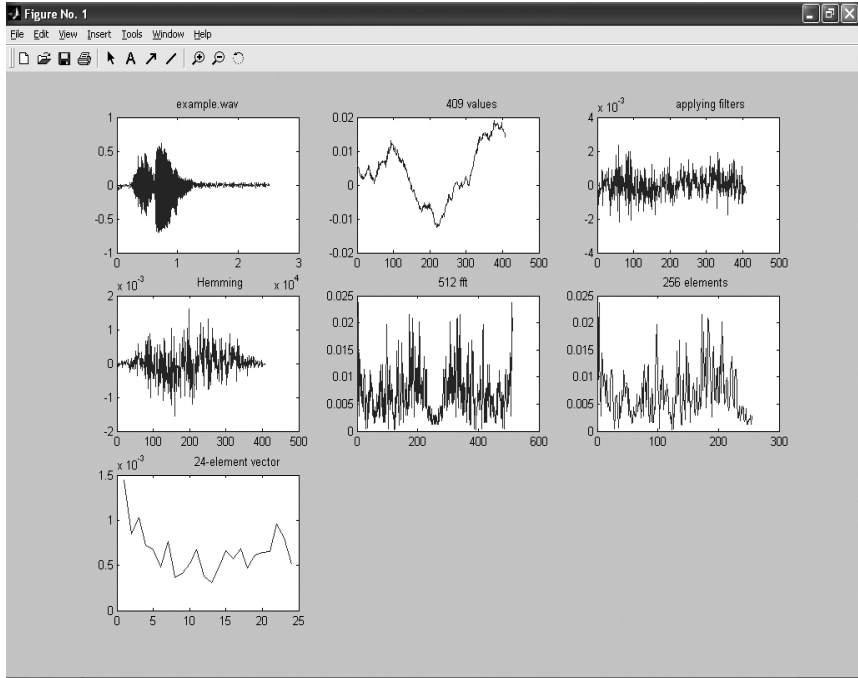 Figure No. 1
File Edit View Insert Tools Window Help
A
example.wav
1
0.5
0
-0.5
-1
0 1 2 3
x 10^4
409 values
0.02
0.01
0
-0.01
-0.02
0 100 200 300 400 500
applying filters
x 10^-3
4
2
0
-2
-4
0 100 200 300 400 500
Hemming
x 10^-3
2
1
0
-1
-2
0 100 200 300 400 500
512 fft
0.025
0.02
0.015
0.01
0.005
0
0 200 400 600
256 elements
0.025
0.02
0.015
0.01
0.005
0
0 100 200 300
24-element vector
x 10^-3
1.5
1
0.5
0
0 5 10 15 20 25